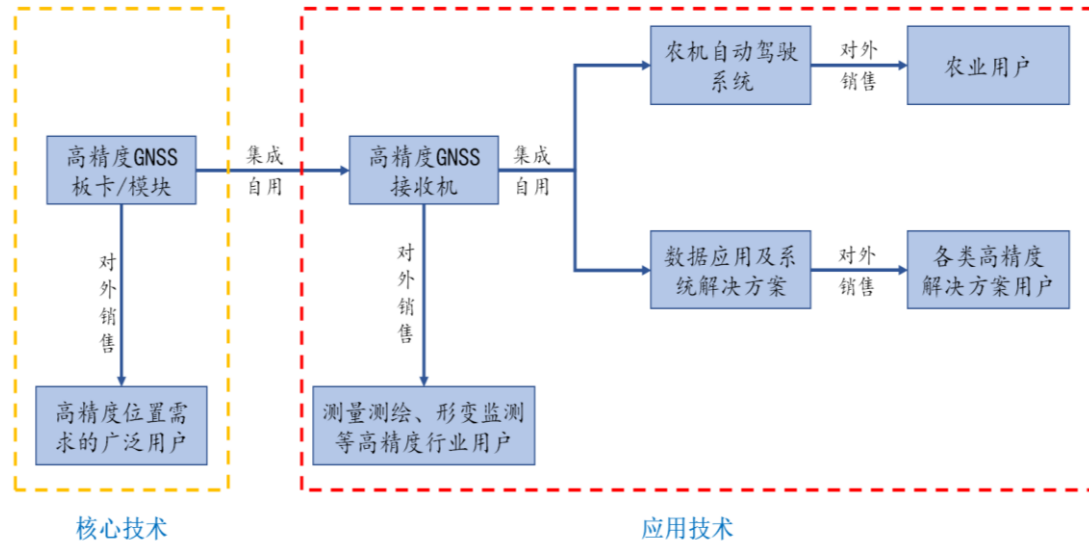 农机自动驾驶
系统
对外
销售
农业用户
高精度GNSS
板卡/模块
集成
自用
高精度GNSS
接收机
集成
自用
对外销售
对外销售
数据应用及系
统解决方案
对外
销售
各类高精度
解决方案用户
高精度位置需
求的广泛用户
测量测绘、形变监测
等高精度行业用户
核心技术
应用技术